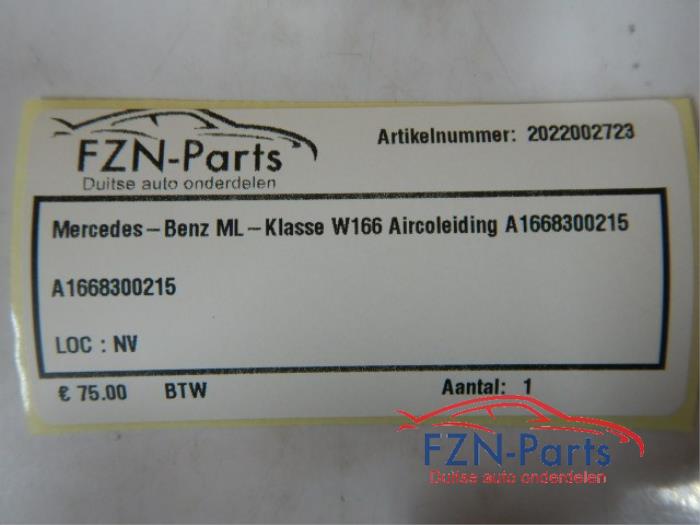 FZN-Parts
Duitse auto onderdelen
Artikelnummer: 2022002723
Mercedes-Benz ML-Klasse W166 Aircoleiding A1668300215
A1668300215
LOC : NV
€ 75.00 BTW Aantal: 1
FZN-Parts
Duitse auto onderdelen